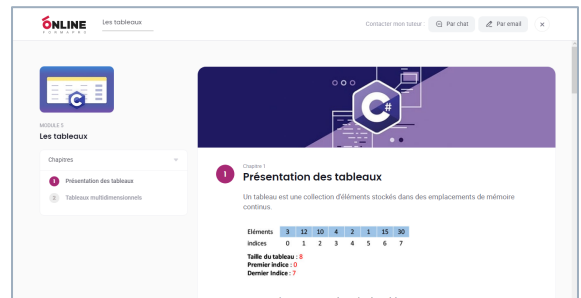 ONLINE
FORMAPRO
Les tableaux
Contacter mon tuteur
Par chat
Par email
×
C#
MODULE 5
Les tableaux
Chapitres
1 Présentation des tableaux
2 Tableaux multidimensionnels
C#
1
Chapitre 1
Présentation des tableaux
Un tableau est une collection d'éléments stockés dans des emplacements de mémoire
continus.
Eléments 3 12 10 4 2 1 15 30
indices 0 1 2 3 4 5 6 7
Taille du tableau : 8
Premier indice : 0
Dernier Indice : 7